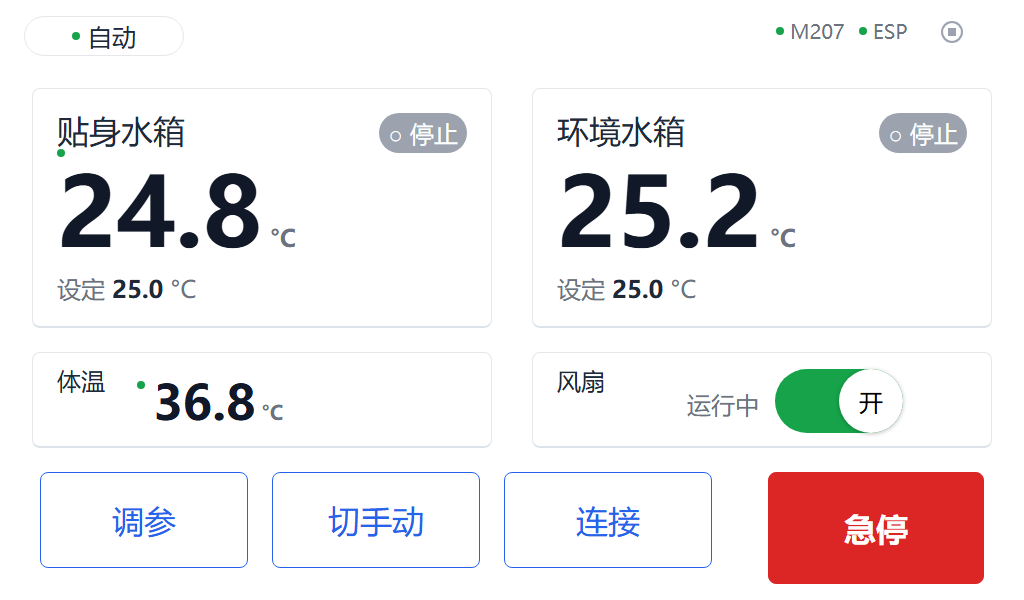 自动
M207 ESP
贴身水箱
停止
24.8 °C
设定 25.0 °C
环境水箱
停止
25.2 °C
设定 25.0 °C
体温
36.8 °C
风扇
运行中
开
调参
切手动
连接
急停